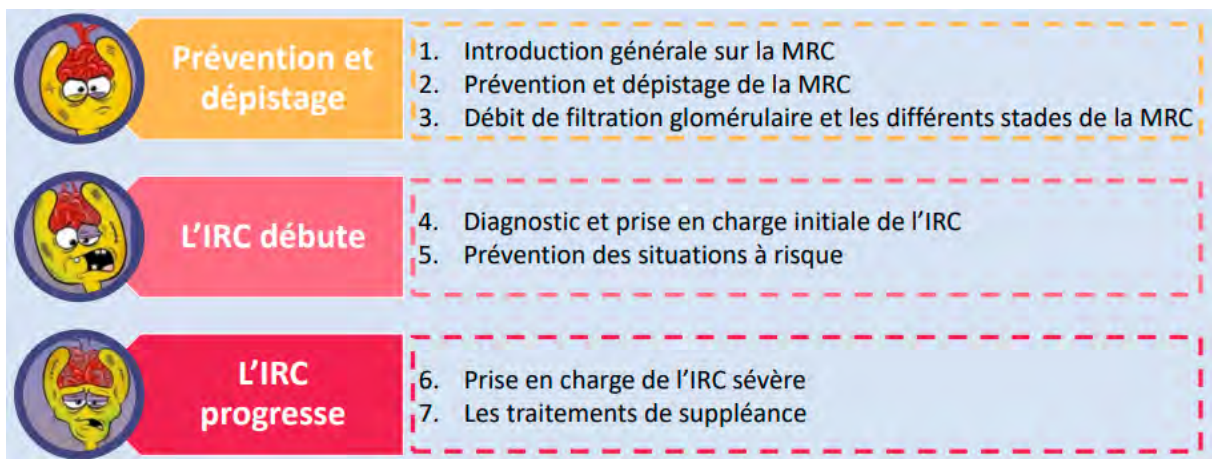 Prévention et
dépistage
1. Introduction générale sur la MRC
2. Prévention et dépistage de la MRC
3. Débit de filtration glomérulaire et les différents stades de la MRC
L'IRC débute
4. Diagnostic et prise en charge initiale de l'IRC
5. Prévention des situations à risque
L'IRC
progresse
6. Prise en charge de l'IRC sévère
7. Les traitements de suppléance